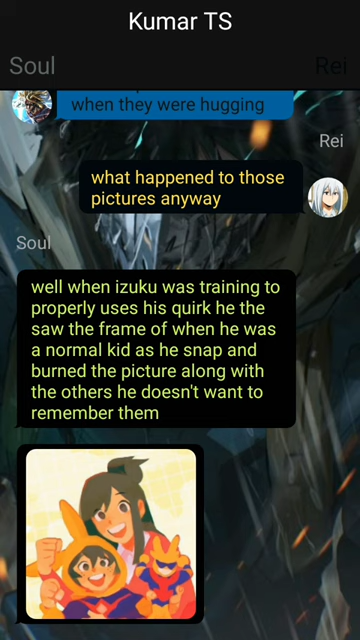 Kumar TS
Soul
Rei
when they were hugging
Rei
what happened to those
pictures anyway
Soul
well when izuku was training to
properly uses his quirk he the
saw the frame of when he was
a normal kid as he snap and
burned the picture along with
the others he doesn't want to
remember them